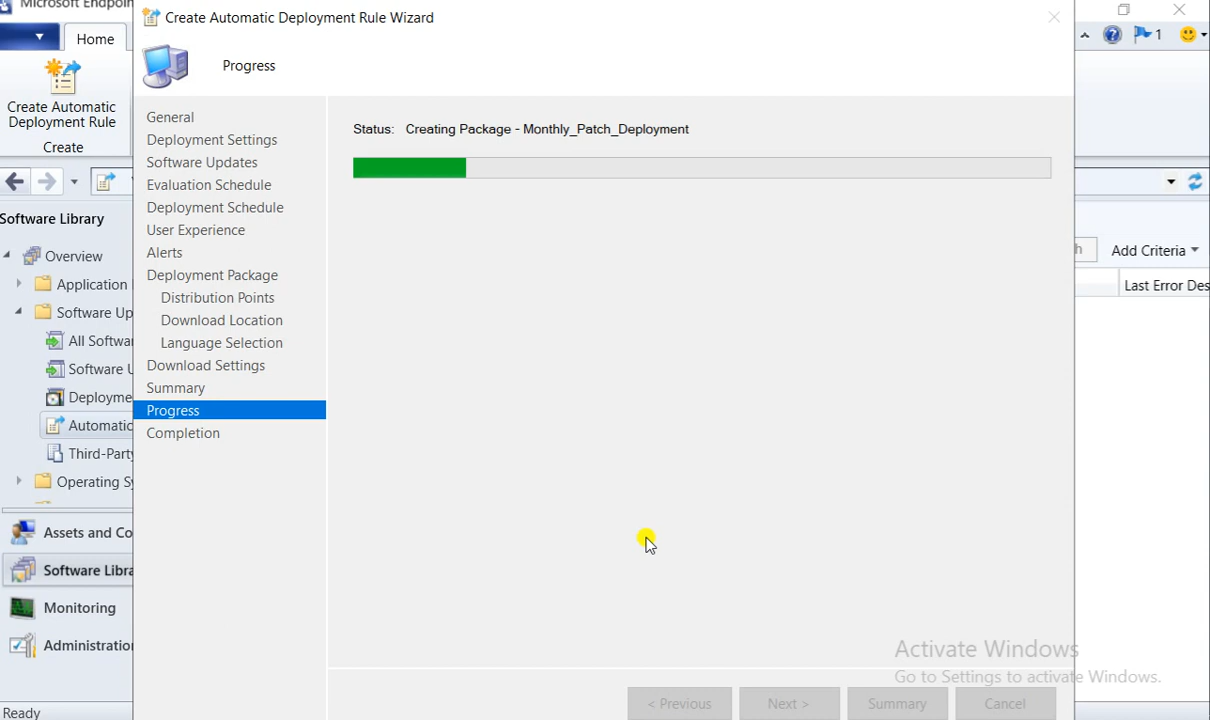 Microsoft Endpoin
Create Automatic Deployment Rule Wizard
Home
1
Progress
Create Automatic
Deployment Rule
Create
General
Deployment Settings
Software Updates
Evaluation Schedule
Deployment Schedule
User Experience
Alerts
Deployment Package
Distribution Points
Download Location
Language Selection
Download Settings
Summary
Progress
Completion
Status: Creating Package - Monthly_Patch_Deployment
Software Library
Overview
Application
Software Up
All Softwa
Software U
Deployme
Automatic
Third-Party
Operating Sy
Assets and Co
Software Libra
Monitoring
Administration
Ready
h
Add Criteria
Last Error Des
Activate Windows
Go to Settings to activate Windows.
< Previous
Next >
Summary
Cancel